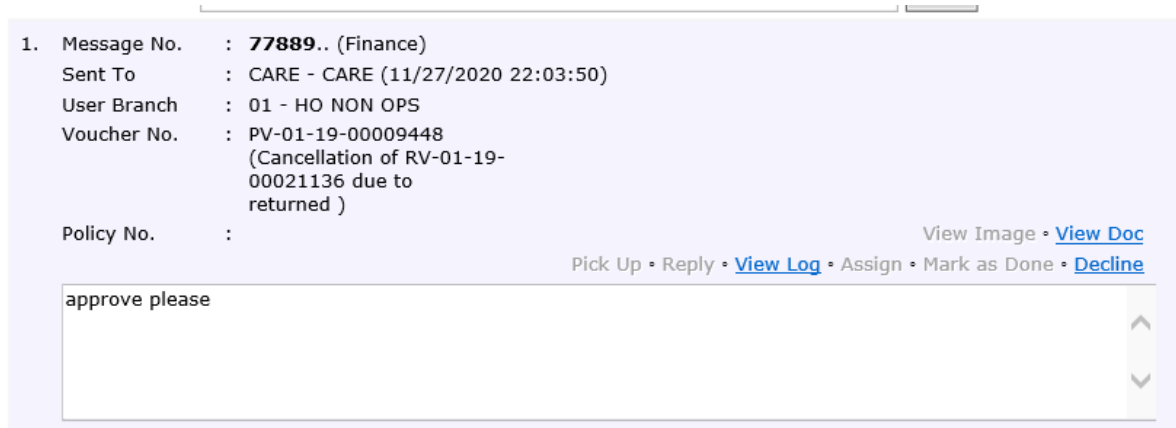 1. Message No. : 77889.. (Finance)
Sent To : CARE - CARE (11/27/2020 22:03:50)
User Branch : 01 - HO NON OPS
Voucher No. : PV-01-19-00009448
(Cancellation of RV-01-19-
00021136 due to
returned )
Policy No. : View Image • View Doc
Pick Up • Reply • View Log • Assign • Mark as Done • Decline
approve please